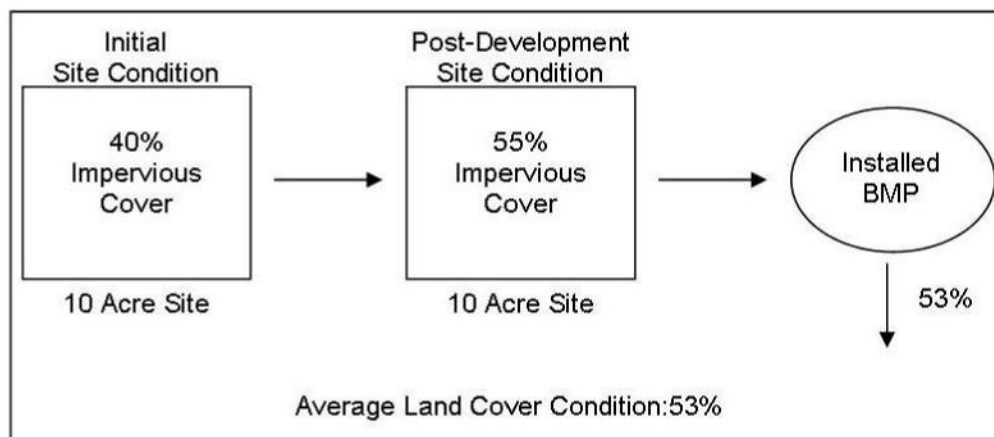 Initial
Site Condition
40%
Impervious
Cover
10 Acre Site
Post-Development
Site Condition
55%
Impervious
Cover
10 Acre Site
Installed
BMP
53%
Average Land Cover Condition:53%